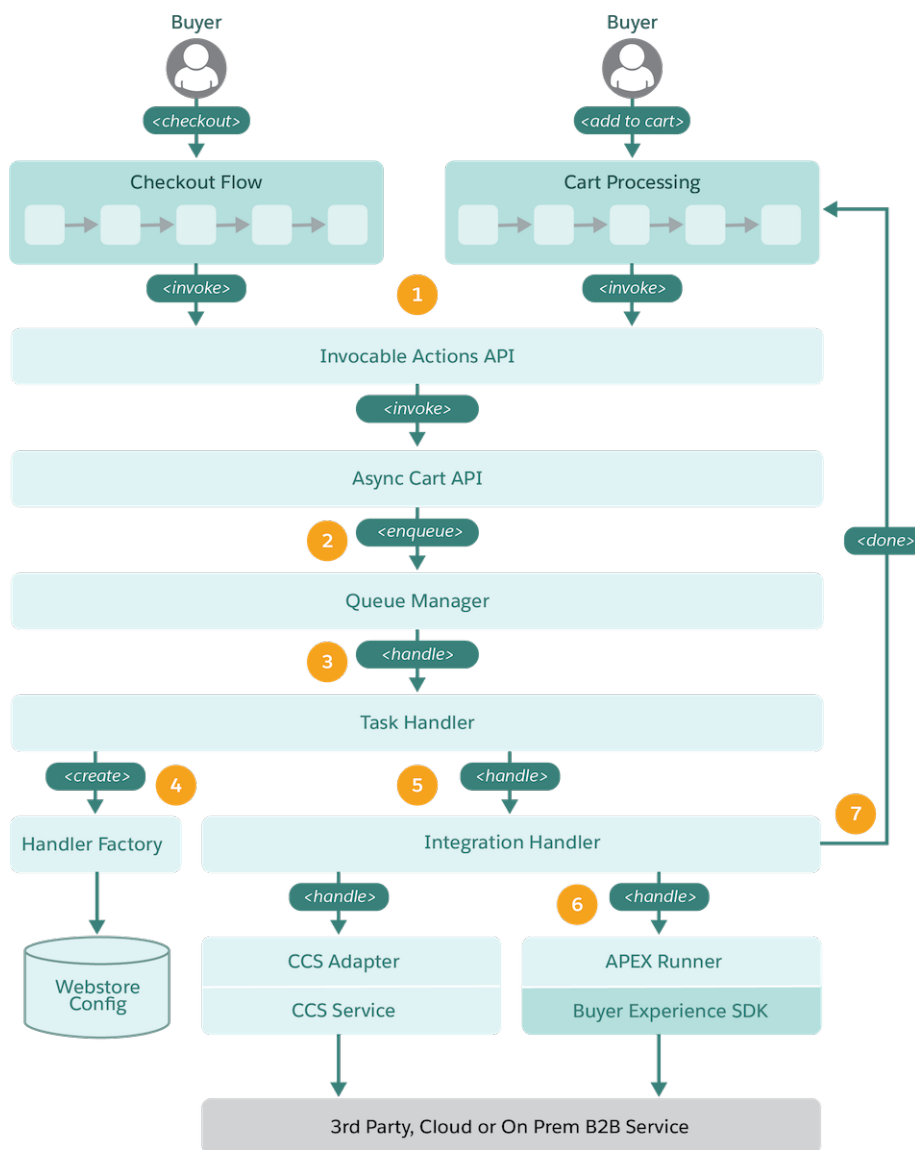 Buyer
Buyer
<checkout>
<add to cart>
Checkout Flow
Cart Processing
<invoke>
1
<invoke>
Invocable Actions API
<invoke>
Async Cart API
2
<enqueue>
<done>
Queue Manager
3
<handle>
Task Handler
<create>
4
5
<handle>
7
Handler Factory
Integration Handler
<handle>
6
<handle>
CCS Adapter
APEX Runner
Webstore
Config
CCS Service
Buyer Experience SDK
3rd Party, Cloud or On Prem B2B Service